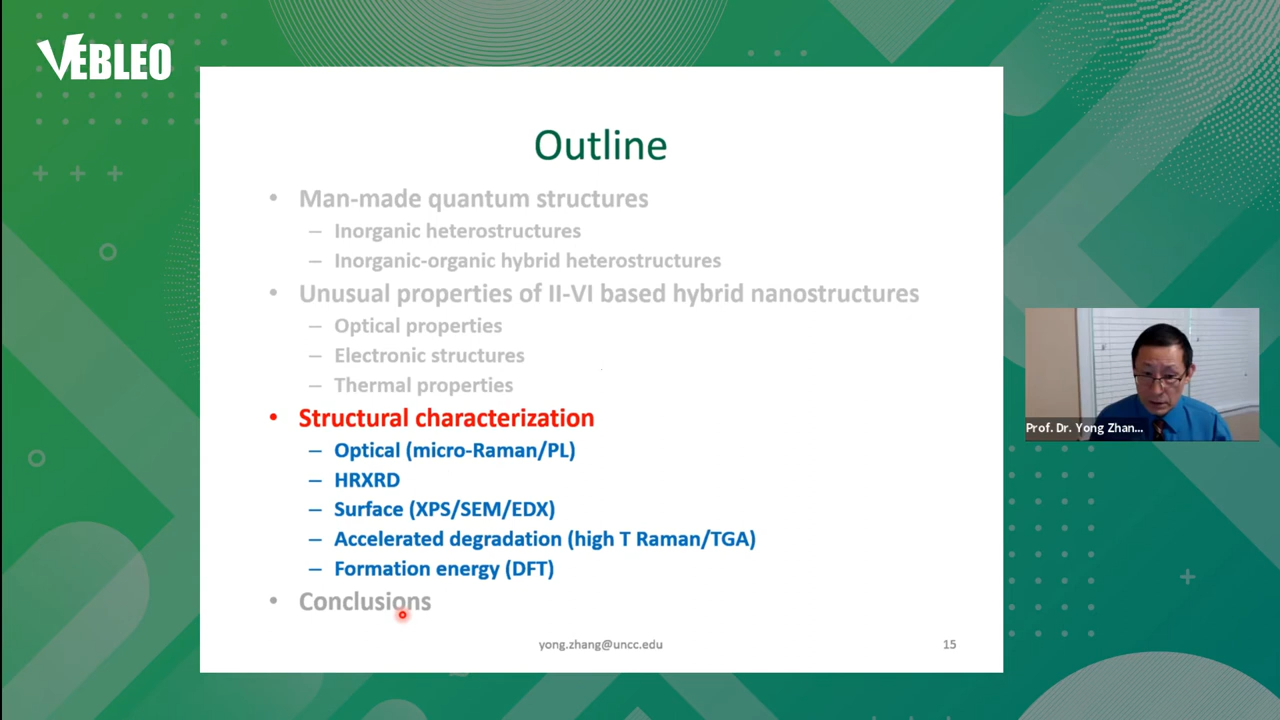 VEBLEO
Outline
• Man-made quantum structures
– Inorganic heterostructures
– Inorganic-organic hybrid heterostructures
• Unusual properties of II-VI based hybrid nanostructures
– Optical properties
– Electronic structures
– Thermal properties
• Structural characterization
– Optical (micro-Raman/PL)
– HRXRD
– Surface (XPS/SEM/EDX)
– Accelerated degradation (high T Raman/TGA)
– Formation energy (DFT)
• Conclusions
yong.zhang@uncc.edu
15
Prof. Dr. Yong Zhan...